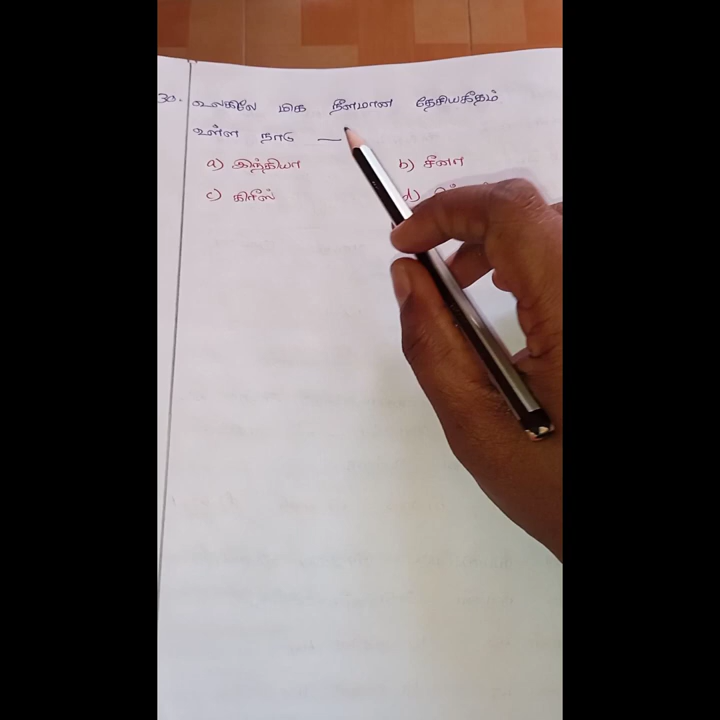 30. உலகிலே மிக நீளமான தேசியகீதம்
உள்ள நாடு —
a) இந்தியா b) சீனா
c) கிரீஸ் d)